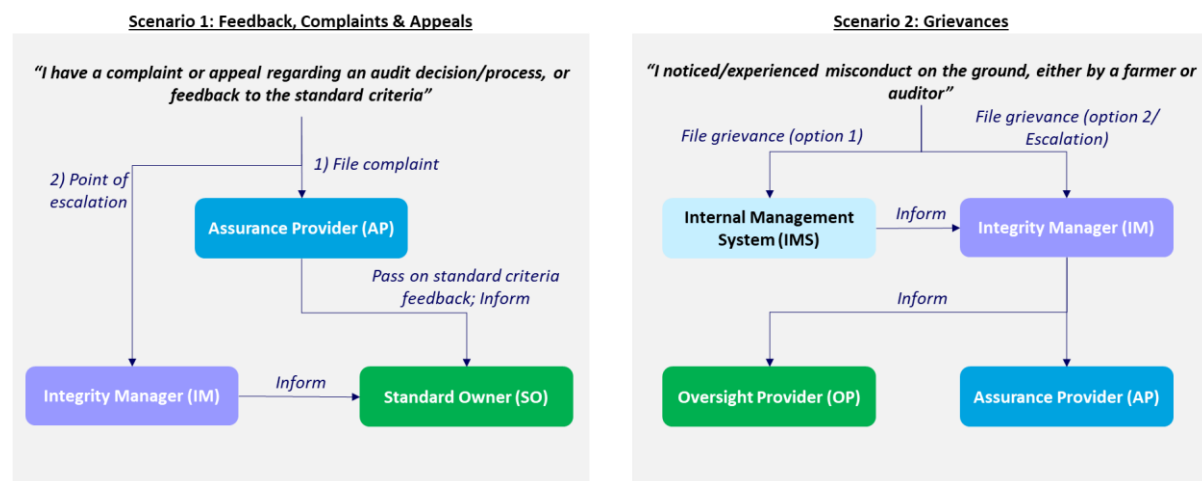 Scenario 1: Feedback, Complaints & Appeals
“I have a complaint or appeal regarding an audit decision/process, or
feedback to the standard criteria”
1) File complaint
2) Point of
escalation
Assurance Provider (AP)
Pass on standard criteria
feedback; Inform
Integrity Manager (IM)
Inform
Standard Owner (SO)
Scenario 2: Grievances
“I noticed/experienced misconduct on the ground, either by a farmer or
auditor”
File grievance (option 1)
File grievance (option 2/
Escalation)
Internal Management
System (IMS)
Inform
Integrity Manager (IM)
Inform
Oversight Provider (OP)
Assurance Provider (AP)